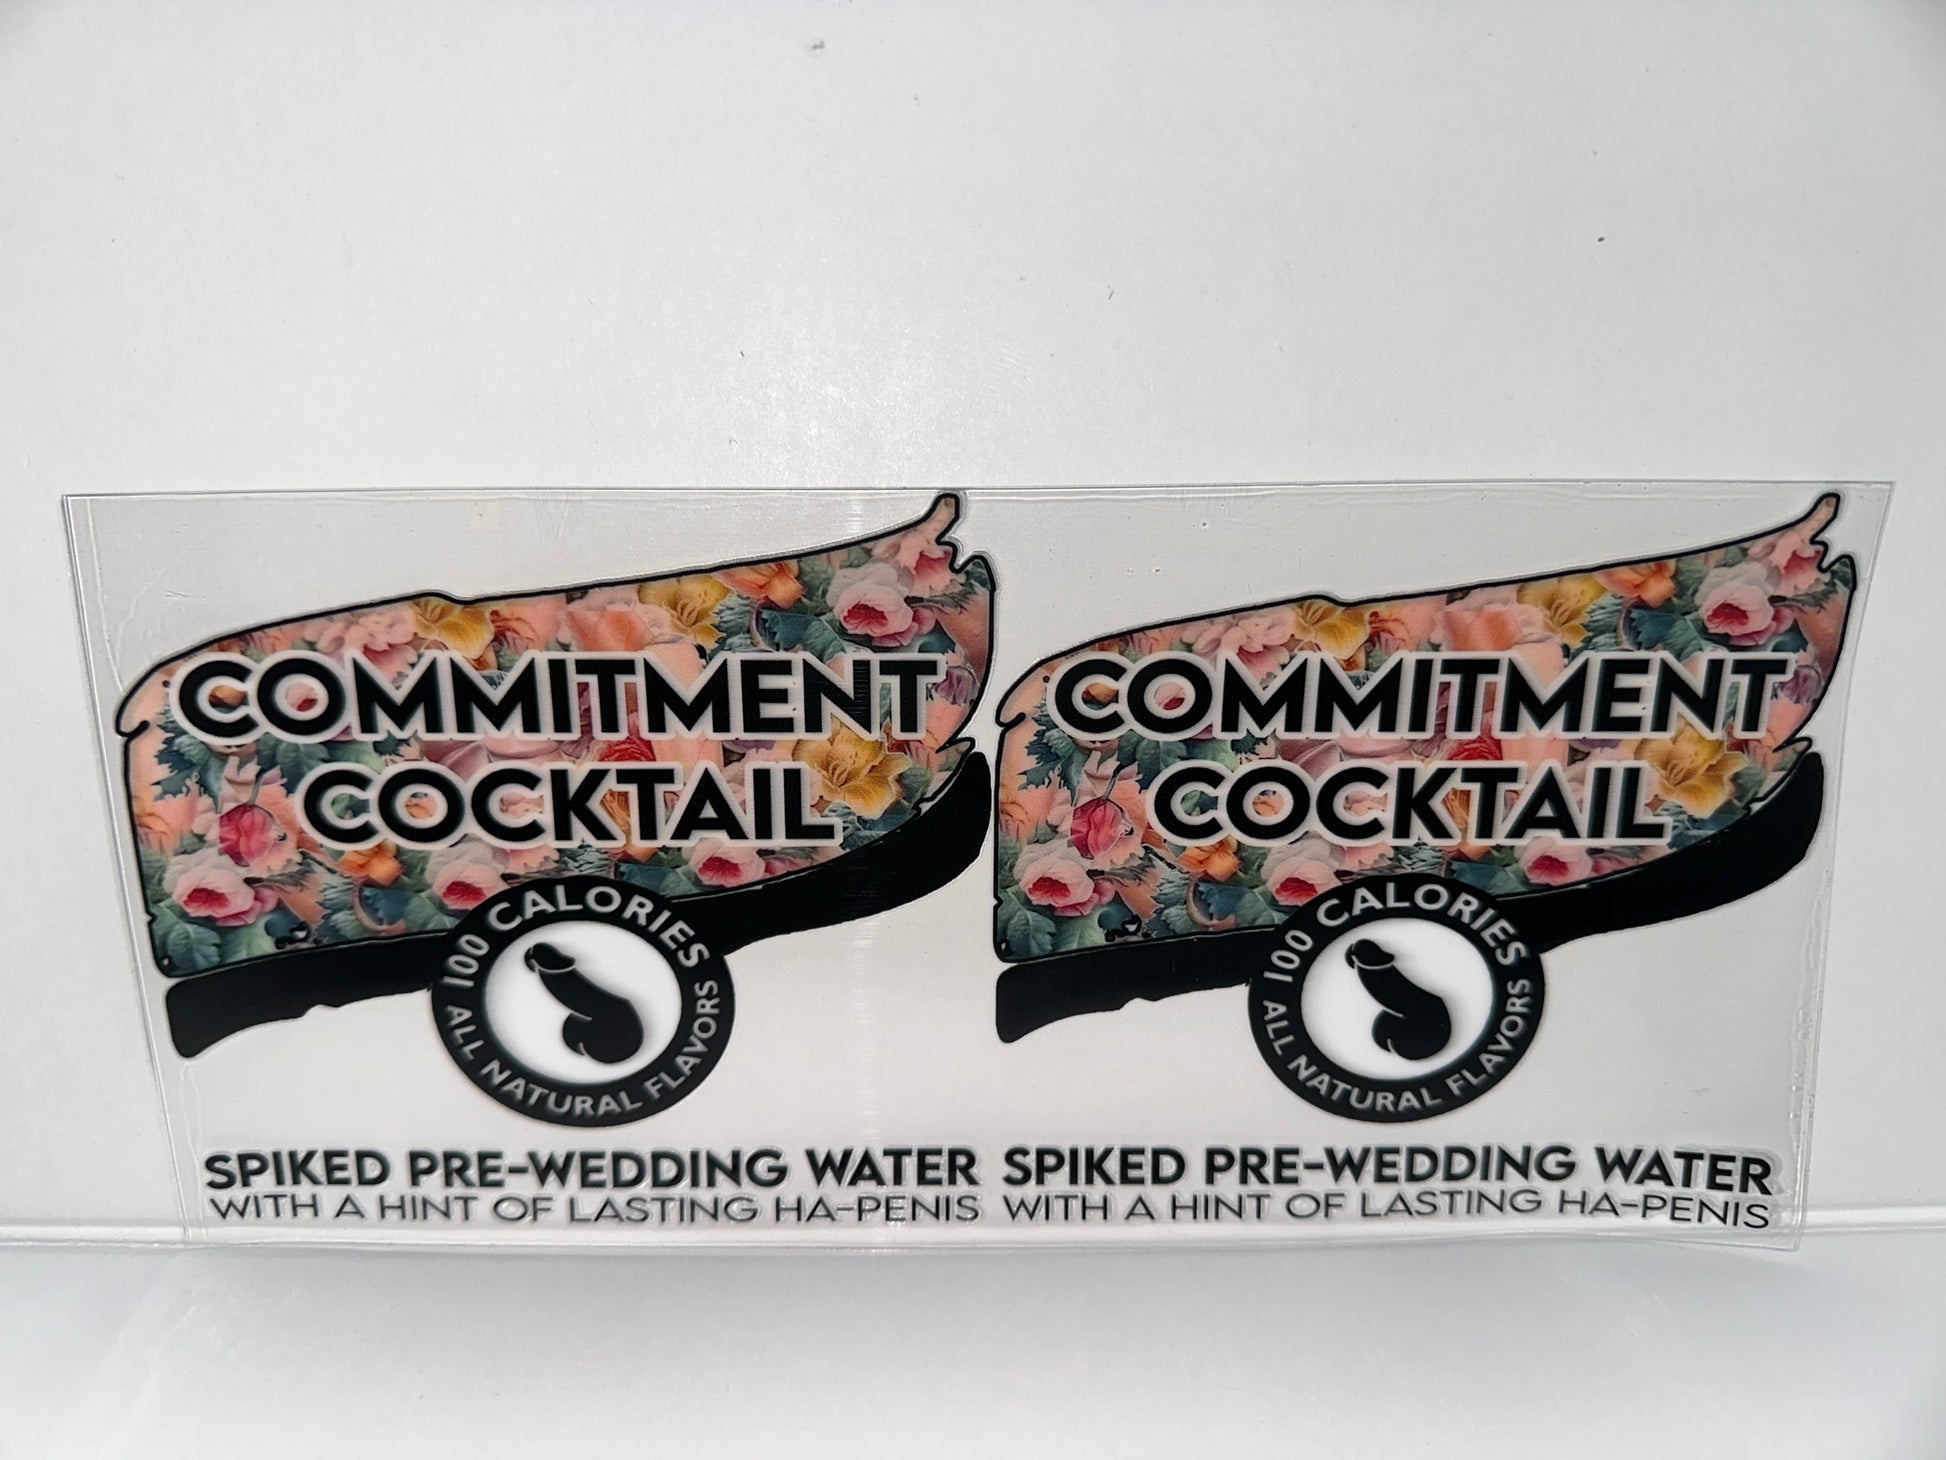 COMMITMENT
COCKTAIL
100 CALORIES
ALL NATURAL FLAVORS
SPIKED PRE-WEDDING WATER
WITH A HINT OF LASTING HA-PENIS
COMMITMENT
COCKTAIL
100 CALORIES
ALL NATURAL FLAVORS
SPIKED PRE-WEDDING WATER
WITH A HINT OF LASTING HA-PENIS